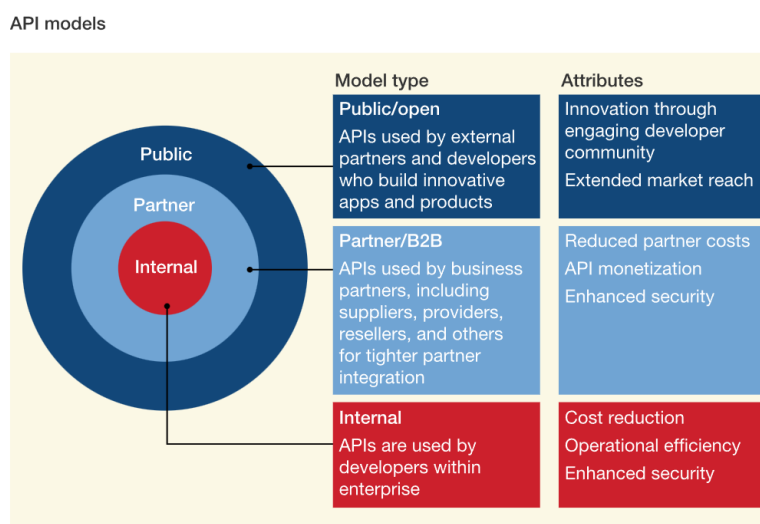 API models
Public
Partner
Internal
Model type
Attributes
Public/open
APIs used by external
partners and developers
who build innovative
apps and products
Innovation through
engaging developer
community
Extended market reach
Partner/B2B
APIs used by business
partners, including
suppliers, providers,
resellers, and others
for tighter partner
integration
Reduced partner costs
API monetization
Enhanced security
Internal
APIs are used by
developers within
enterprise
Cost reduction
Operational efficiency
Enhanced security